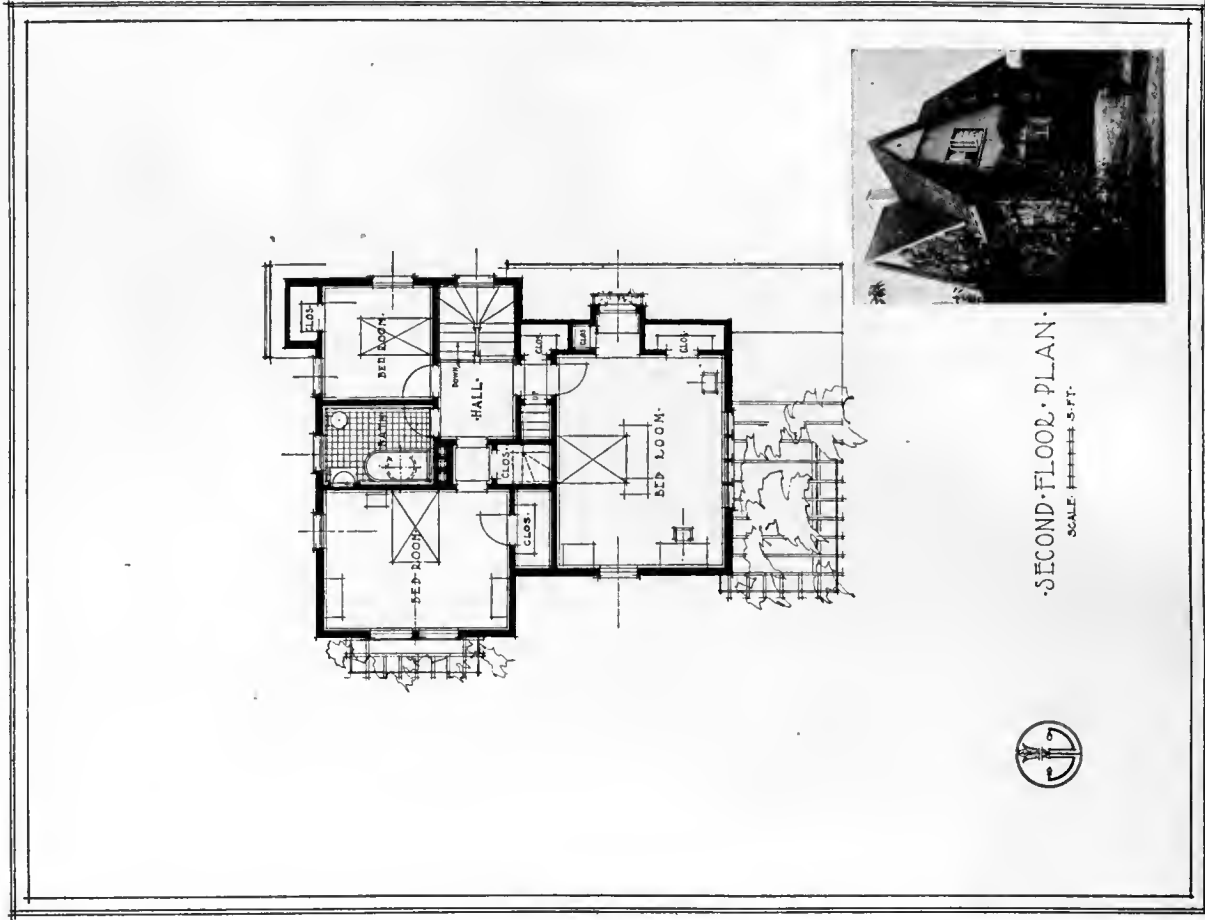 CLOS.
BED ROOM.
DOWN
HALL.
BATH
CLOS.
CLOS.
CLOS.
UP
CLOS.
CLOS.
BED ROOM.
BED ROOM
·SECOND·FLOOR·PLAN·
SCALE 5·FT·